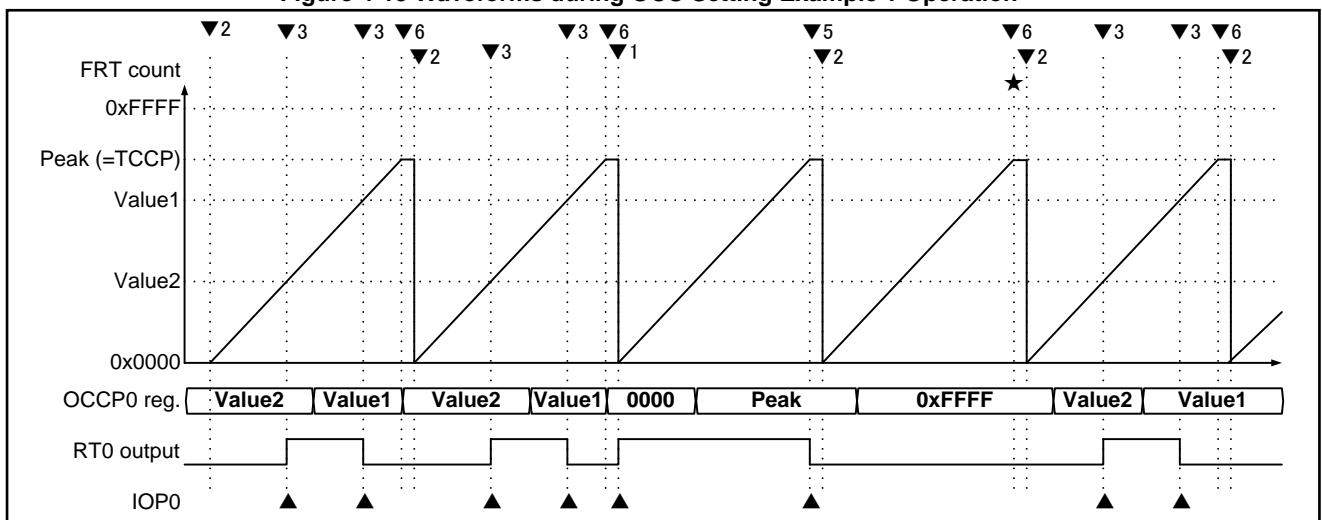 Figure 4-10 Waveforms during OCU Setting Example 1 Operation
▼2 ▼3 ▼3 ▼6 ▼3 ▼6 ▼5 ▼6 ▼3 ▼3 ▼6
▼2 ▼3 ▼1 ▼2 ▼2 ▼2
FRT count
★
0xFFFF
Peak (=TCCP)
Value1
Value2
0x0000
OCCP0 reg. Value2 Value1 Value2 Value1 0000 Peak 0xFFFF Value2 Value1
RT0 output
IOP0 ▲ ▲ ▲ ▲ ▲ ▲ ▲ ▲